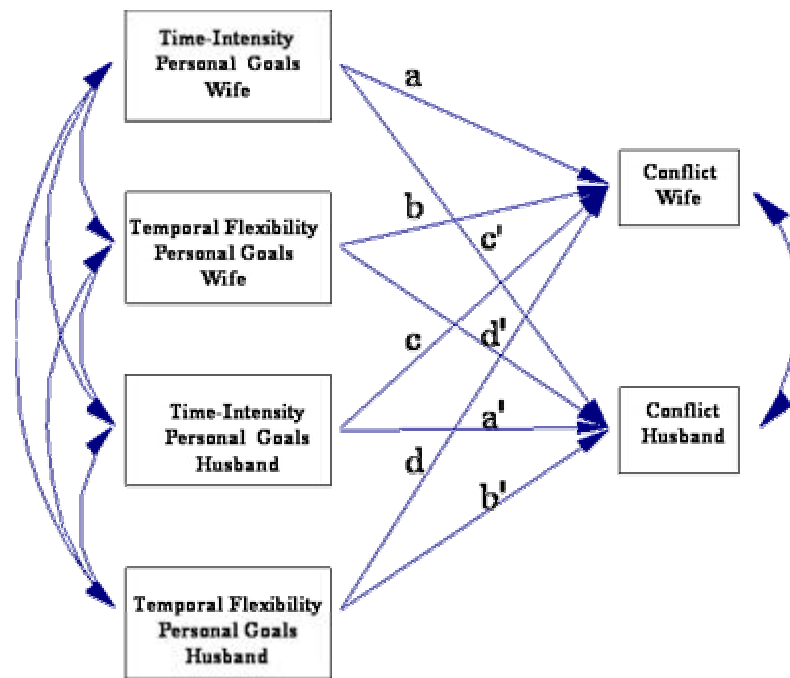 Time-Intensity
Personal Goals
Wife
a
Conflict
Wife
Temporal Flexibility
Personal Goals
Wife
b
c'
c
d'
Time-Intensity
Personal Goals
Husband
a'
Conflict
Husband
d
b'
Temporal Flexibility
Personal Goals
Husband